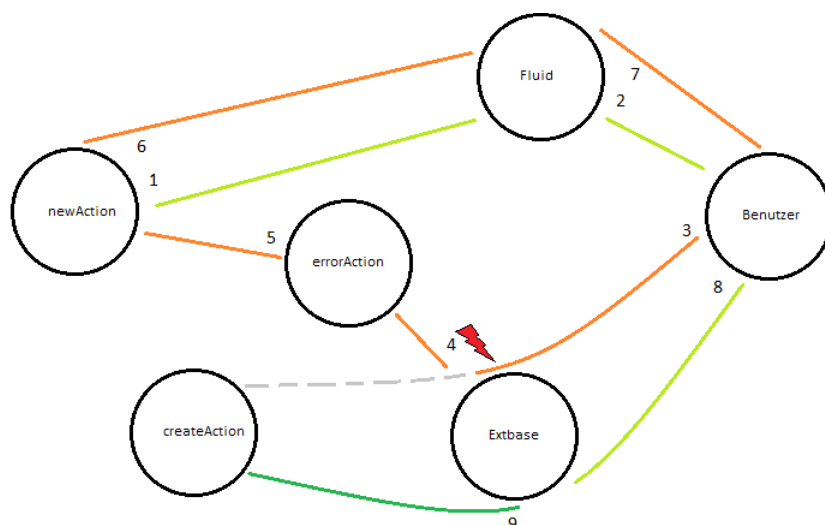 Fluid
7
2
6
1
newAction
Benutzer
5
3
errorAction
8
4
createAction
Extbase
9